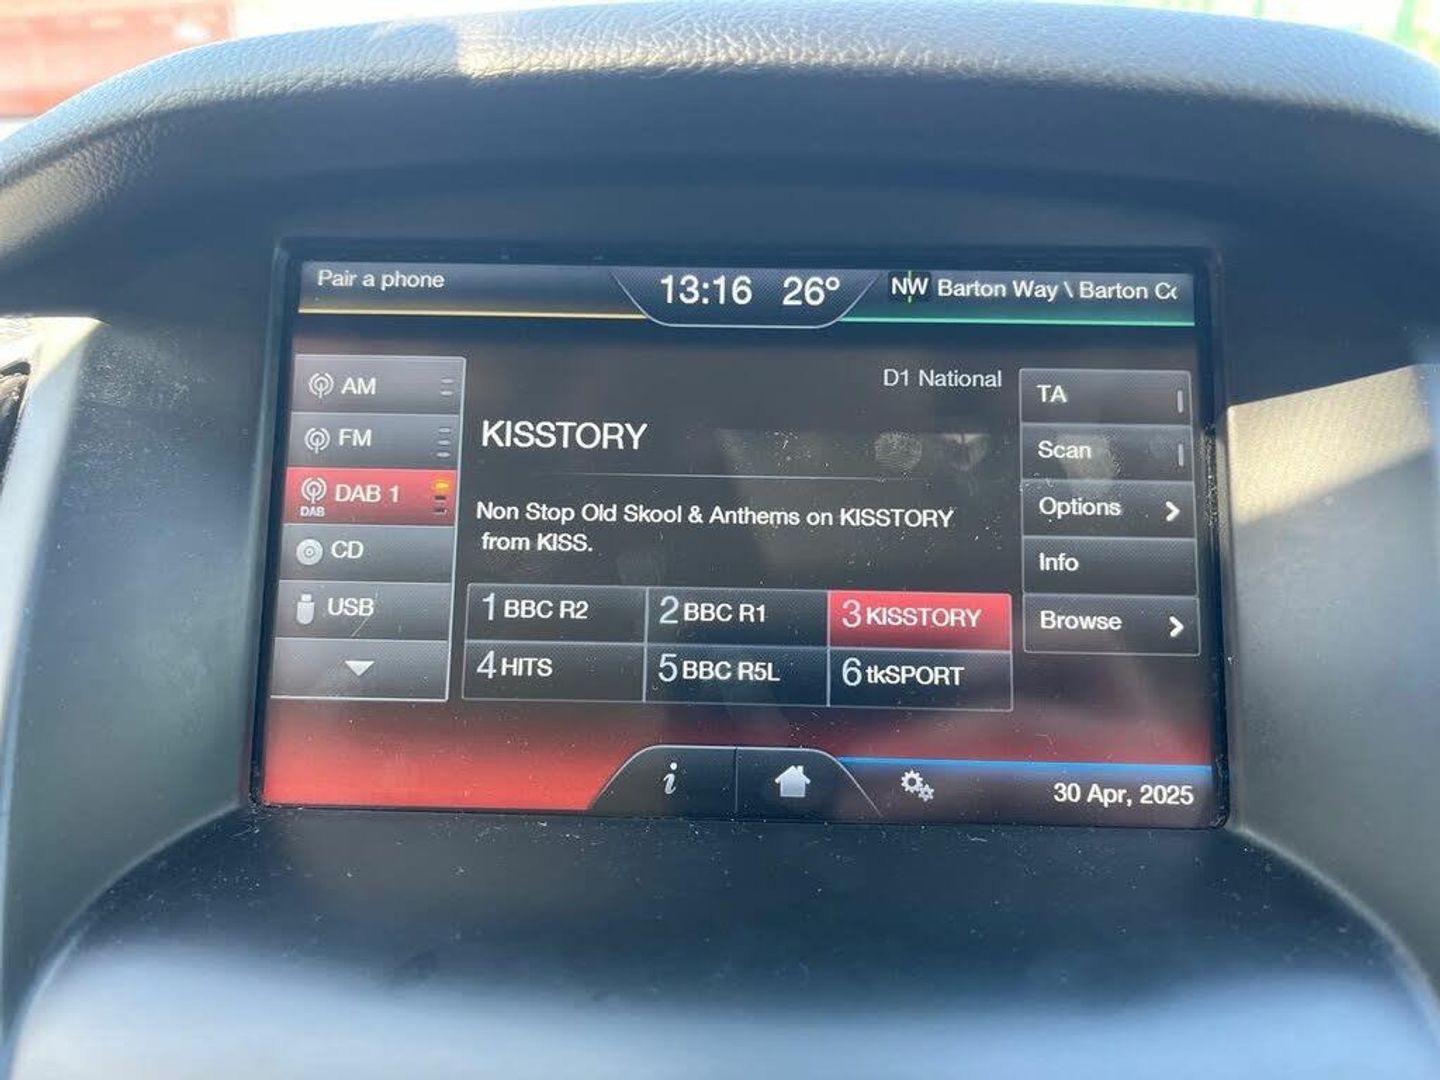 Pair a phone
13:16 26°
NW Barton Way \ Barton Cc
AM
FM
DAB 1
DAB
CD
USB
D1 National
KISSTORY
Non Stop Old Skool & Anthems on KISSTORY
from KISS.
1 BBC R2 2 BBC R1 3 KISSTORY
4 HITS 5 BBC R5L 6 tkSPORT
TA
Scan
Options
Info
Browse
i
30 Apr, 2025